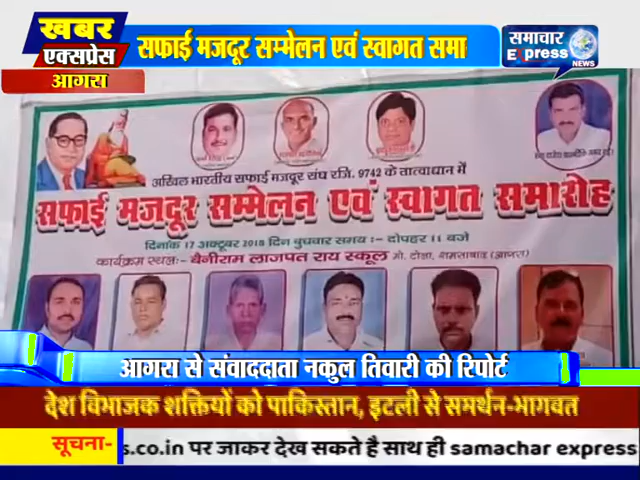 खबर
एक्सप्रेस
आगरा
सफाई मजदूर सम्मेलन एवं स्वागत समा
समाचार
Express
NEWS
अखिल भारतीय सफाई मजदूर संघ रजि. 9742 के तत्वाधान में
सफाई मजदूर सम्मेलन एवं स्वागत समारोह
दिनांक 17 अक्टूबर 2018 दिन बुधवार समय :- दोपहर 11 बजे
कार्यक्रम स्थल:- बैनीराम लाजपत राय स्कूल मो. टोला, शमसाबाद (आगरा)
आगरा से संवाददाता नकुल तिवारी की रिपोर्ट
देश विभाजक शक्तियों को पाकिस्तान, इटली से समर्थन-भागवत
सूचना-
s.co.in पर जाकर देख सकते है साथ ही samachar express